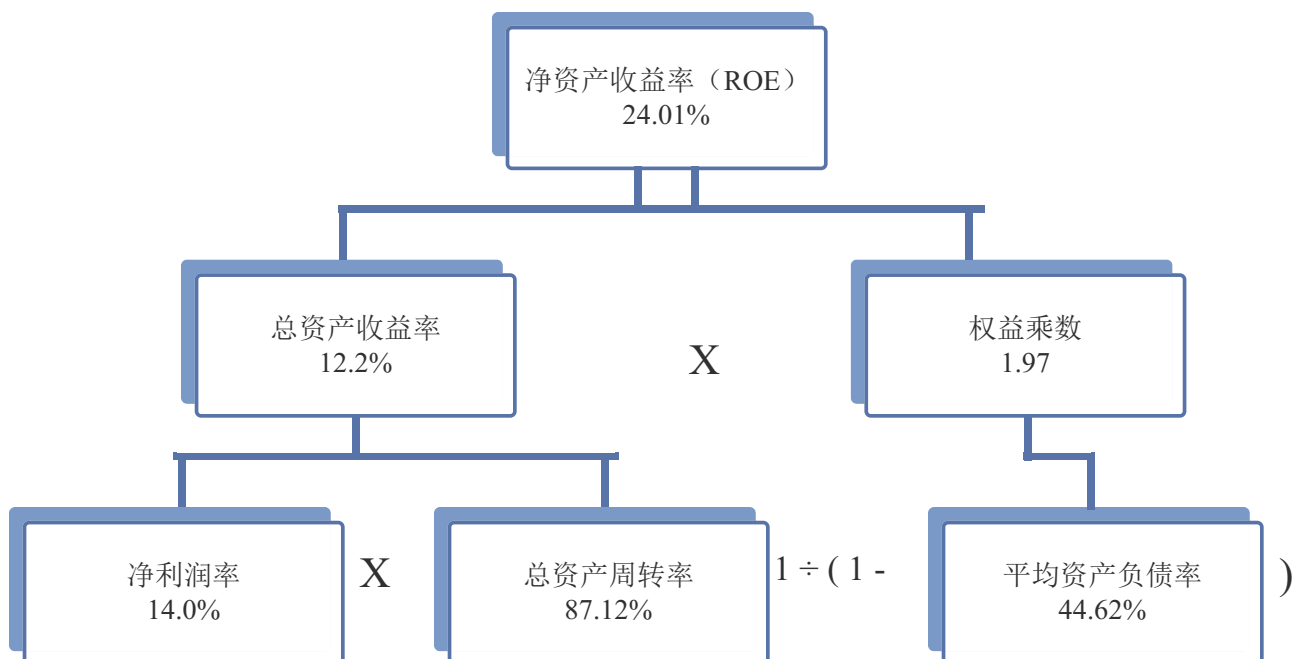 净资产收益率（ROE）
24.01%
总资产收益率
12.2%
X
权益乘数
1.97
净利润率
14.0%
X
总资产周转率
87.12%
1 ÷ ( 1 -
平均资产负债率
44.62%
)